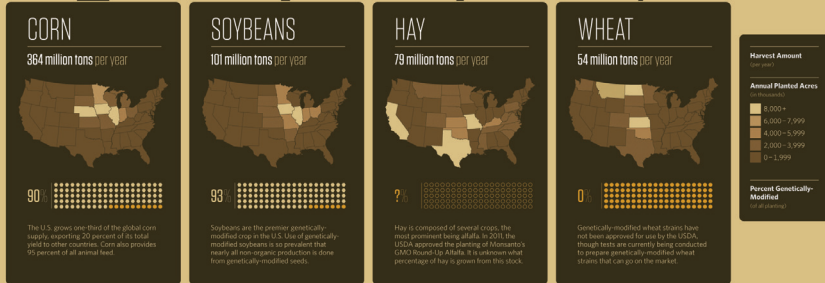 CORN
364 million tons per year
90%
The U.S. grows one-third of the global corn
supply, exporting 20 percent of its total
yield to other countries. Corn also provides
95 percent of all animal feed.
SOYBEANS
101 million tons per year
93%
Soybeans are the premier genetically-
modified crop in the U.S. Use of genetically-
modified soybeans is so prevalent that
nearly all non-organic production is done
from genetically-modified seeds.
HAY
79 million tons per year
?%
Hay is composed of several crops, the
most prominent being alfalfa. In 2011, the
USDA approved the planting of Monsanto's
GMO Round-Up Alfalfa. It is unknown what
percentage of hay is grown from this stock.
WHEAT
54 million tons per year
0%
Genetically-modified wheat strains have
not been approved for use by the USDA,
though tests are currently being conducted
to prepare genetically-modified wheat
strains that can go on the market.
Harvest Amount
(per year)
Annual Planted Acres
(in thousands)
8,000+
6,000–7,999
4,000–5,999
2,000–3,999
0–1,999
Percent Genetically-
Modified
(of all planting)